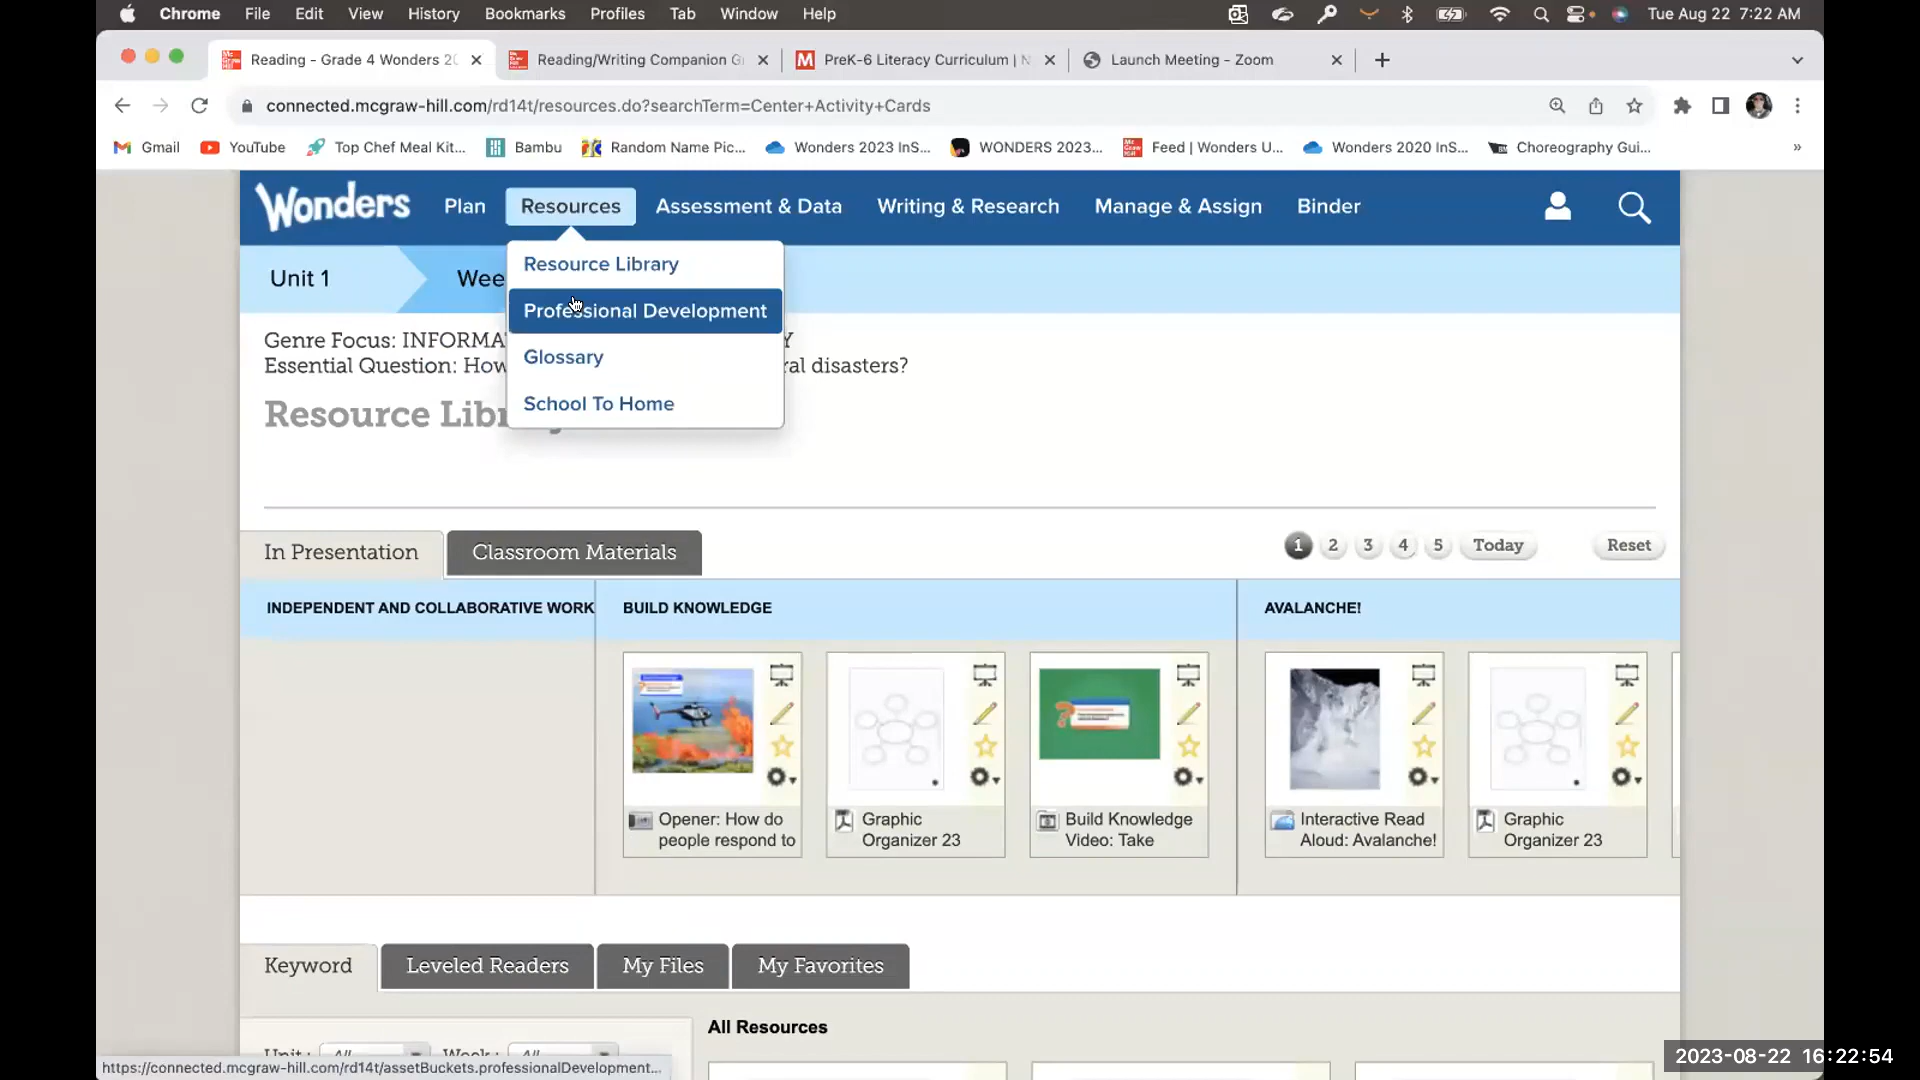 Chrome File Edit View History Bookmarks Profiles Tab Window Help Tue Aug 22 7:22 AM
Reading - Grade 4 Wonders 20 Reading/Writing Companion G PreK-6 Literacy Curriculum | N Launch Meeting - Zoom
connected.mcgraw-hill.com/rd14t/resources.do?searchTerm=Center+Activity+Cards
Gmail YouTube Top Chef Meal Kit... Bambu Random Name Pic... Wonders 2023 InS... WONDERS 2023... Feed | Wonders U... Wonders 2020 InS... Choreography Gui... »
Wonders Plan Resources Assessment & Data Writing & Research Manage & Assign Binder
Resource Library
Unit 1 Wee
Professional Development
Genre Focus: INFORMA Y
Glossary
Essential Question: How ral disasters?
School To Home
Resource Lib
In Presentation Classroom Materials 1 2 3 4 5 Today Reset
INDEPENDENT AND COLLABORATIVE WORK BUILD KNOWLEDGE AVALANCHE!
Opener: How do
people respond to
Graphic
Organizer 23
Build Knowledge
Video: Take
Interactive Read
Aloud: Avalanche!
Graphic
Organizer 23
Keyword Leveled Readers My Files My Favorites
All Resources
Unit : All Week : All
https://connected.mcgraw-hill.com/rd14t/assetBuckets.professionalDevelopment...
2023-08-22 16:22:54